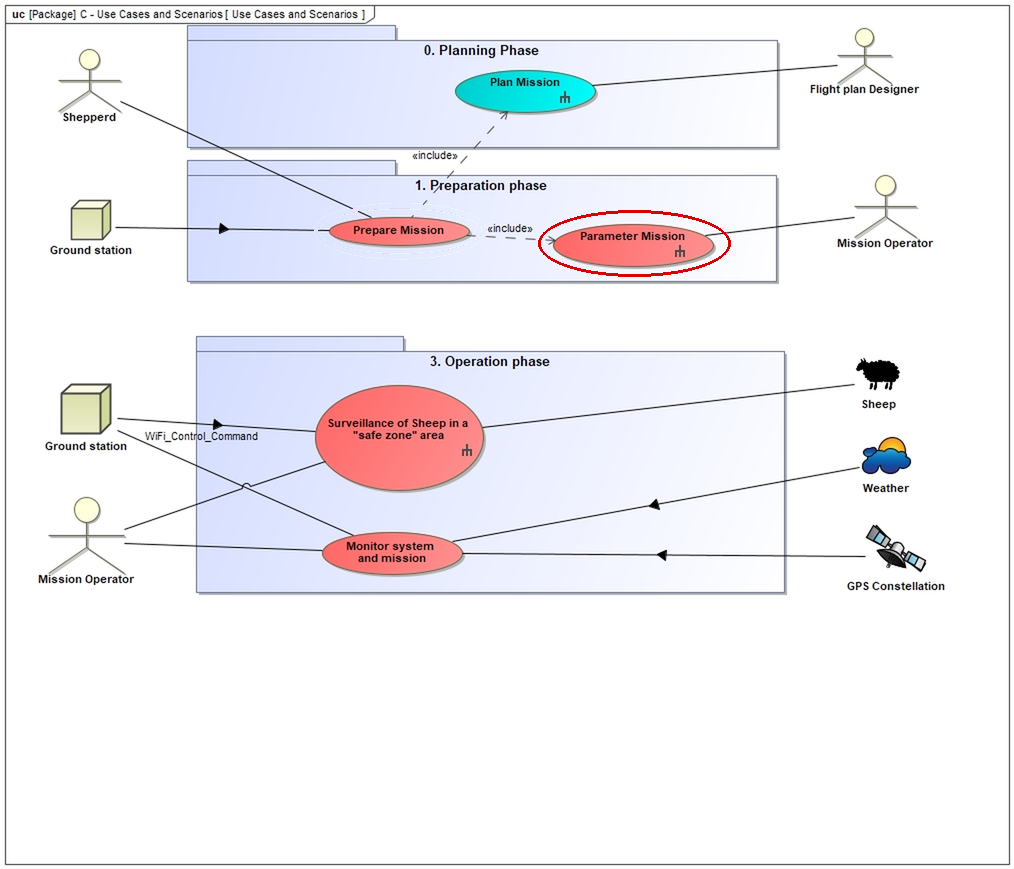 uc [Package] C - Use Cases and Scenarios [ Use Cases and Scenarios ]
0. Planning Phase
Plan Mission
Flight plan Designer
Shepperd
«include»
1. Preparation phase
Prepare Mission
«include»
Parameter Mission
Ground station
Mission Operator
3. Operation phase
Surveillance of Sheep in a
"safe zone" area
Sheep
WiFi_Control_Command
Ground station
Weather
Monitor system
and mission
Mission Operator
GPS Constellation